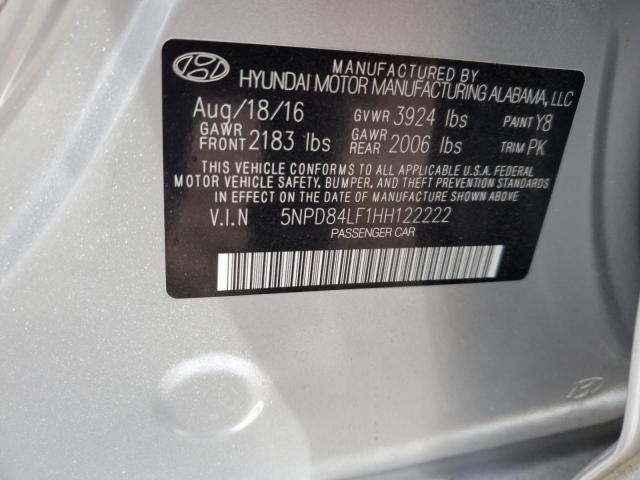 MANUFACTURED BY
HYUNDAI MOTOR MANUFACTURING ALABAMA, LLC
Aug/18/16 GVWR 3924 lbs PAINT Y8
GAWR FRONT 2183 lbs GAWR REAR 2006 lbs TRIM PK
THIS VEHICLE CONFORMS TO ALL APPLICABLE U.S.A. FEDERAL
MOTOR VEHICLE SAFETY, BUMPER, AND THEFT PREVENTION STANDARDS
IN EFFECT ON THE DATE OF MANUFACTURE SHOWN ABOVE.
V.I.N 5NPD84LF1HH122222
PASSENGER CAR